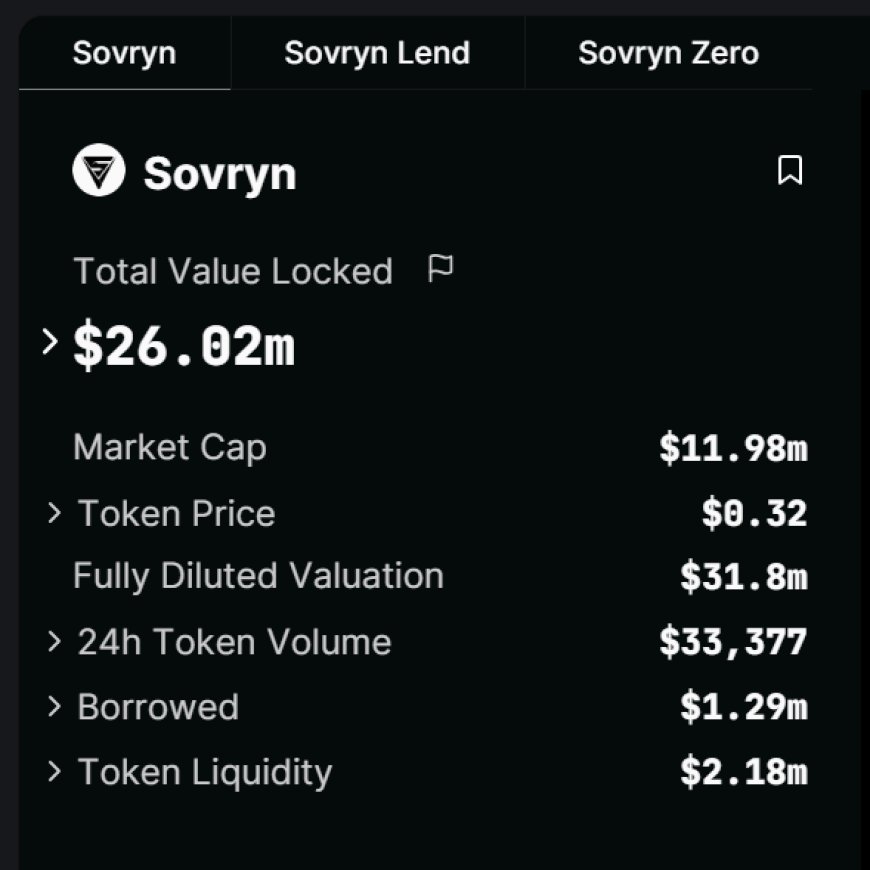 Sovryn Sovryn Lend Sovryn Zero
Sovryn
Total Value Locked
$26.02m
Market Cap $11.98m
Token Price $0.32
Fully Diluted Valuation $31.8m
24h Token Volume $33,377
Borrowed $1.29m
Token Liquidity $2.18m